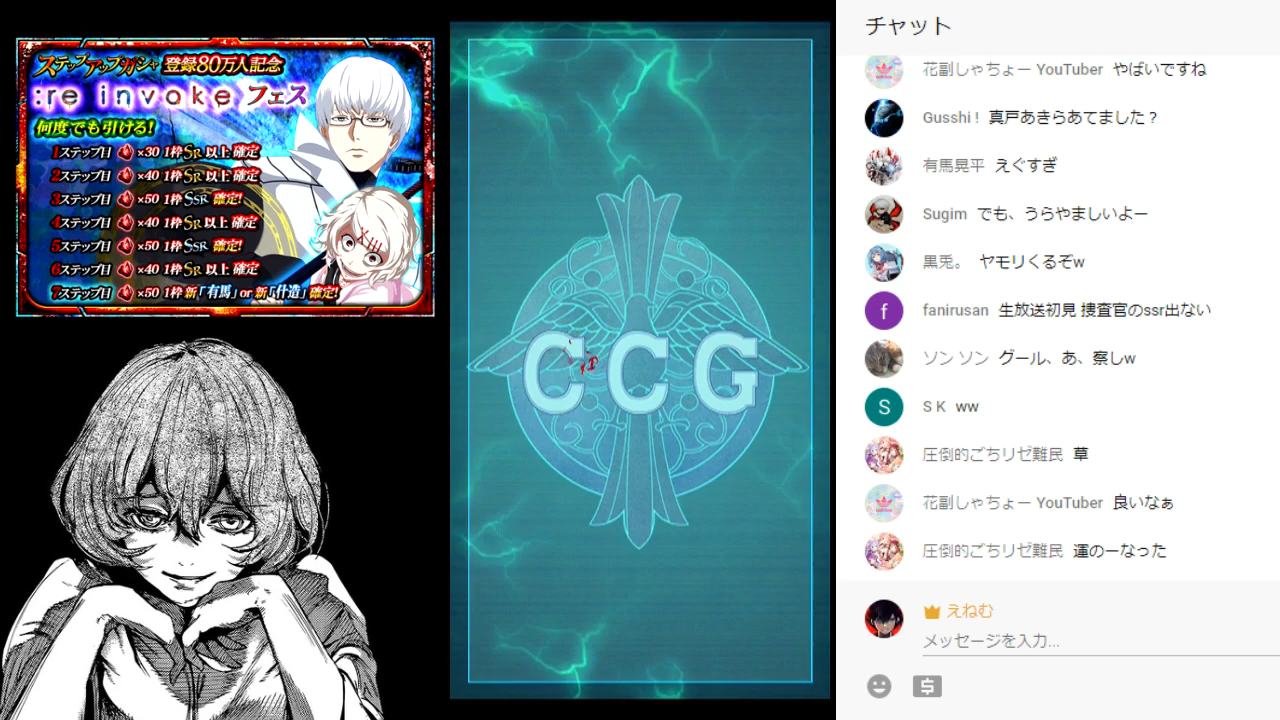 ステップアップガシャ 登録80万人記念
:re invoke フェス
何度でも引ける!
1ステップ目 ×30 1枠SR以上確定
2ステップ目 ×40 1枠SR以上確定
3ステップ目 ×50 1枠SSR確定!
4ステップ目 ×40 1枠SR以上確定
5ステップ目 ×50 1枠SSR確定!
6ステップ目 ×40 1枠SR以上確定
7ステップ目 ×50 1枠新「有馬」or新「什造」確定!
CCG
チャット
花副しゃちょー YouTuber やばいですね
Gusshi ! 真戸あきらあてました?
有馬晃平 えぐすぎ
Sugim でも、うらやましいよー
黒兎。 ヤモリくるぞw
f
fanirusan 生放送初見 捜査官のssr出ない
ソン ソン グール、あ、察しw
S
S K ww
圧倒的ごちリゼ難民 草
花副しゃちょー YouTuber 良いなぁ
圧倒的ごちリゼ難民 運のーなった
えねむ
メッセージを入力...